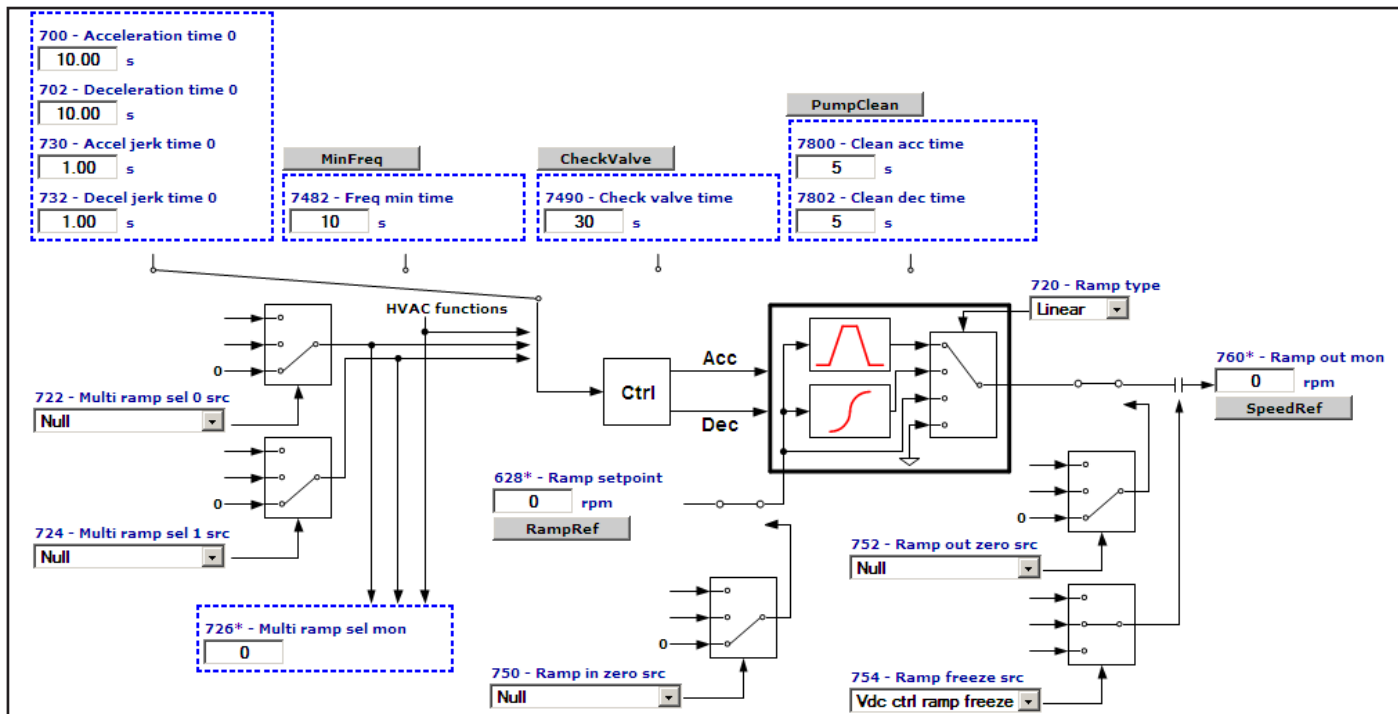 700 - Acceleration time 0
10.00 s
702 - Deceleration time 0
10.00 s
730 - Accel jerk time 0
1.00 s
732 - Decel jerk time 0
1.00 s
MinFreq
7482 - Freq min time
10 s
CheckValve
7490 - Check valve time
30 s
PumpClean
7800 - Clean acc time
5 s
7802 - Clean dec time
5 s
HVAC functions
0
722 - Multi ramp sel 0 src
Null
0
724 - Multi ramp sel 1 src
Null
726* - Multi ramp sel mon
0
Ctrl
Acc
Dec
720 - Ramp type
Linear
760* - Ramp out mon
0 rpm
SpeedRef
628* - Ramp setpoint
0 rpm
RampRef
0
750 - Ramp in zero src
Null
0
752 - Ramp out zero src
Null
754 - Ramp freeze src
Vdc ctrl ramp freeze